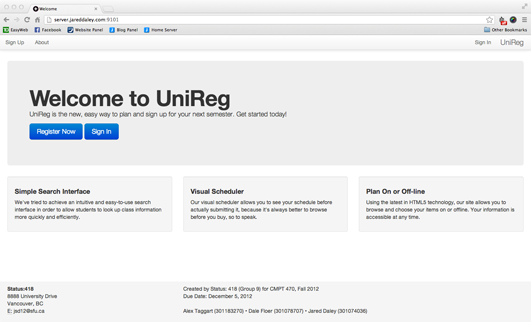 Welcome
server.jareddaley.com:9101
EasyWeb Facebook Website Panel Blog Panel Home Server Other Bookmarks
Sign Up About Sign In UniReg
Welcome to UniReg
UniReg is the new, easy way to plan and sign up for your next semester. Get started today!
Register Now Sign In
Simple Search Interface
We've tried to achieve an intuitive and easy-to-use search
interface in order to allow students to look up class information
more quickly and efficiently.
Visual Scheduler
Our visual scheduler allows you to see your schedule before
actually submitting it, because it's always better to browse
before you buy, so to speak.
Plan On or Off-line
Using the latest in HTML5 technology, our site allows you to
browse and choose your items on or offline. Your information is
accessible at any time.
Status:418
8888 University Drive
Vancouver, BC
E: jsd12@sfu.ca
Created by Status: 418 (Group 9) for CMPT 470, Fall 2012
Due Date: December 5, 2012
Alex Taggart (301183270) • Dale Floer (301078707) • Jared Daley (301074036)